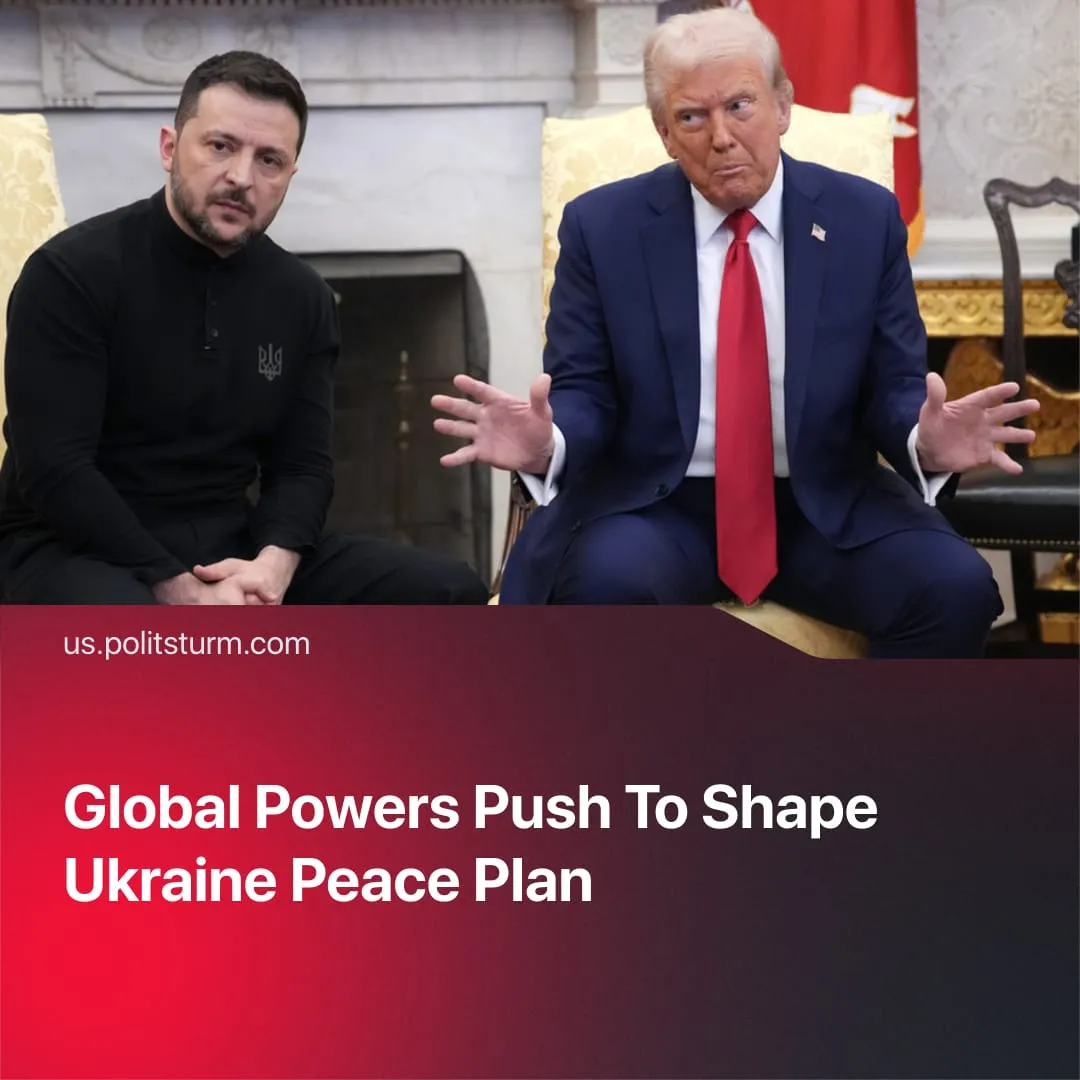 us.politsturm.com
Global Powers Push To Shape
Ukraine Peace Plan